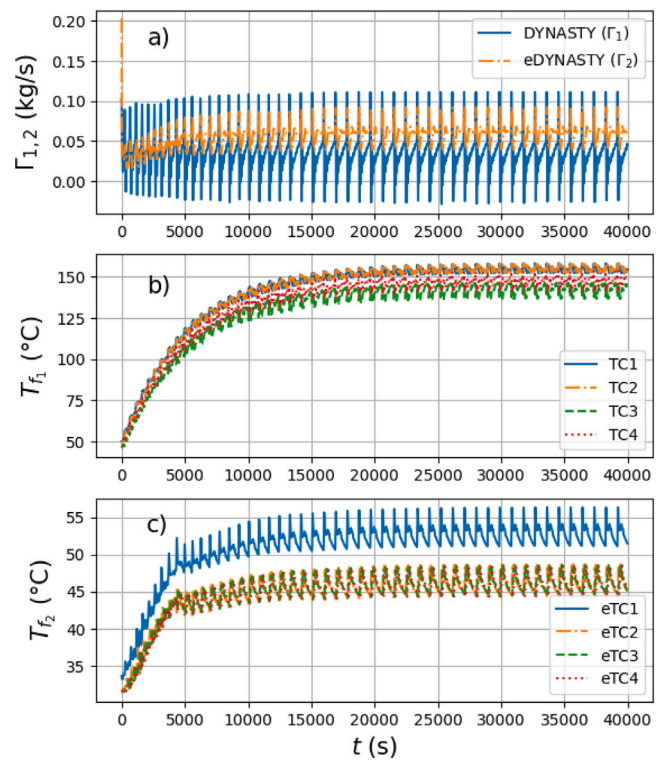 a)
DYNASTY (Γ₁)
eDYNASTY (Γ₂)
Γ₁,₂ (kg/s)
0.20
0.15
0.10
0.05
0.00
0 5000 10000 15000 20000 25000 30000 35000 40000
b)
T_f₁ (°C)
150
125
100
75
50
TC1
TC2
TC3
TC4
0 5000 10000 15000 20000 25000 30000 35000 40000
c)
T_f₂ (°C)
55
50
45
40
35
eTC1
eTC2
eTC3
eTC4
0 5000 10000 15000 20000 25000 30000 35000 40000
t (s)